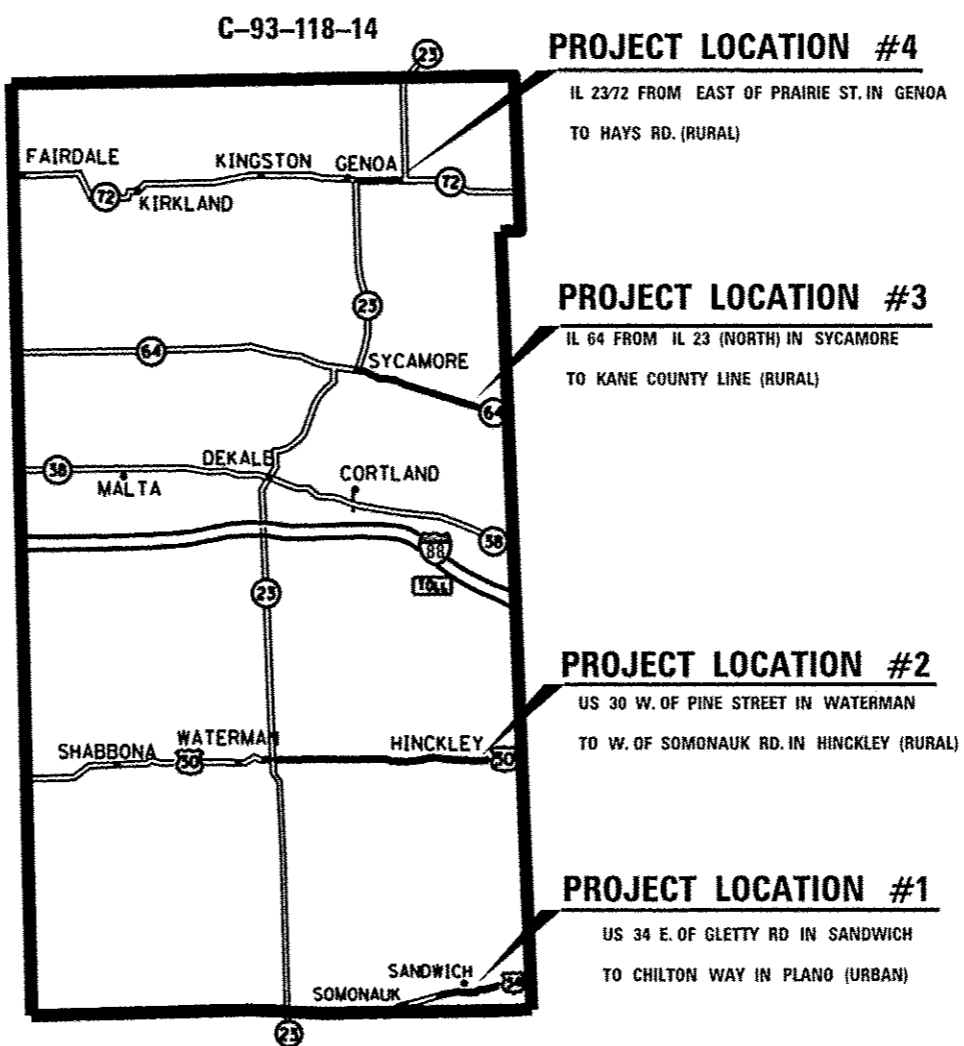 C-93-118-14
23
PROJECT LOCATION #4
IL 23/72 FROM EAST OF PRAIRIE ST. IN GENOA
TO HAYS RD. (RURAL)
FAIRDALE
KINGSTON
GENOA
72
KIRKLAND
72
23
PROJECT LOCATION #3
IL 64 FROM IL 23 (NORTH) IN SYCAMORE
TO KANE COUNTY LINE (RURAL)
64
SYCAMORE
64
DEKALB
38
MALTA
CORTLAND
38
88
TOLL
23
PROJECT LOCATION #2
US 30 W. OF PINE STREET IN WATERMAN
TO W. OF SOMONAUK RD. IN HINCKLEY (RURAL)
SHABBONA
WATERMAN
HINCKLEY
30
30
PROJECT LOCATION #1
US 34 E. OF GLETTY RD IN SANDWICH
TO CHILTON WAY IN PLANO (URBAN)
SANDWICH
34
SOMONAUK
23